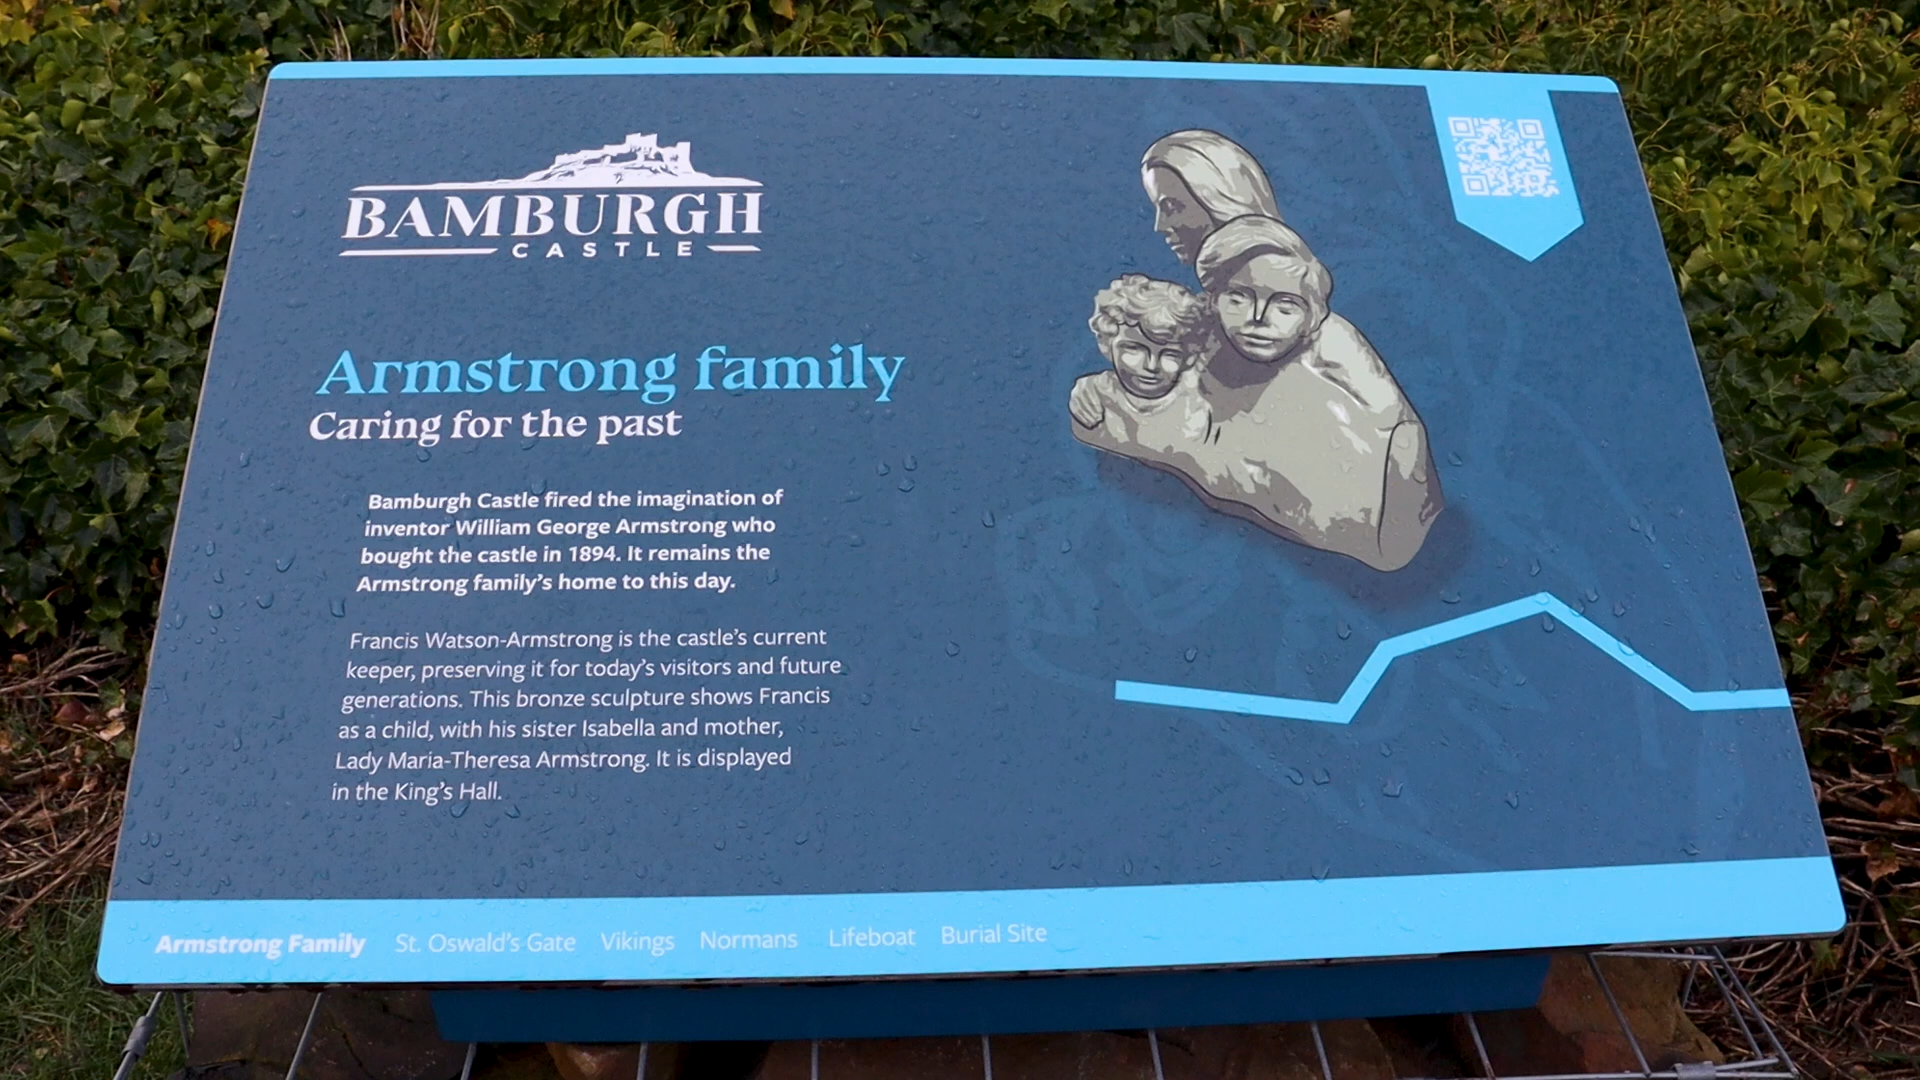 BAMBURGH
CASTLE
Armstrong family
Caring for the past
Bamburgh Castle fired the imagination of
inventor William George Armstrong who
bought the castle in 1894. It remains the
Armstrong family’s home to this day.
Francis Watson-Armstrong is the castle’s current
keeper, preserving it for today’s visitors and future
generations. This bronze sculpture shows Francis
as a child, with his sister Isabella and mother,
Lady Maria-Theresa Armstrong. It is displayed
in the King’s Hall.
Armstrong Family St. Oswald’s Gate Vikings Normans Lifeboat Burial Site